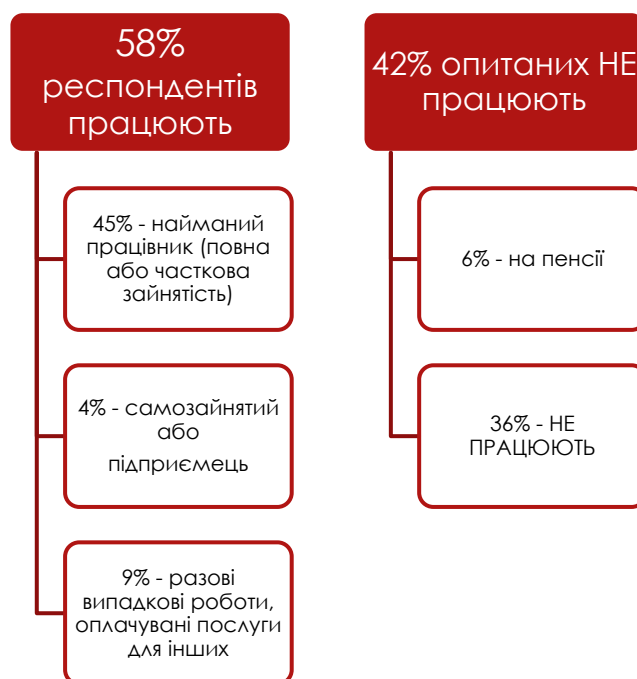 58%
респондентів
працюють
45% - найманий
працівник (повна
або часткова
зайнятість)
4% - самозайнятий
або
підприємець
9% - разові
випадкові роботи,
оплачувані послуги
для інших
42% опитаних НЕ
працюють
6% - на пенсії
36% - НЕ
ПРАЦЮЮТЬ